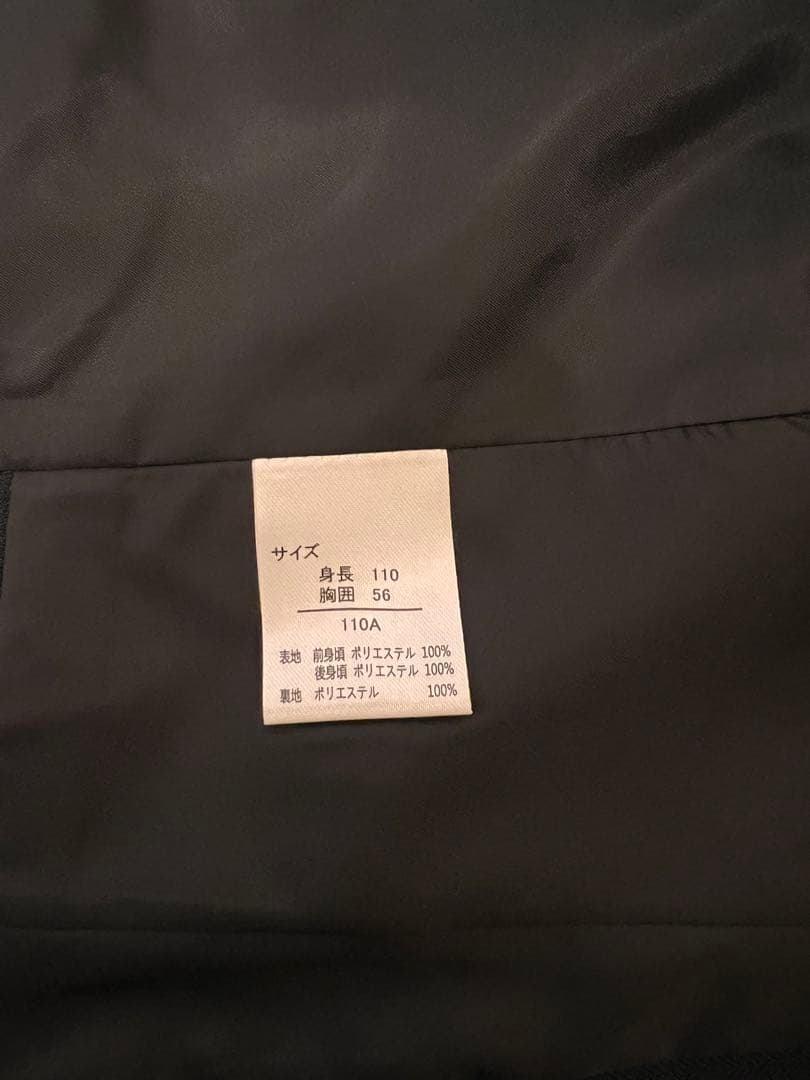 サイズ
身長 110
胸囲 56
110A
表地 前身頃 ポリエステル 100%
後身頃 ポリエステル 100%
裏地 ポリエステル 100%